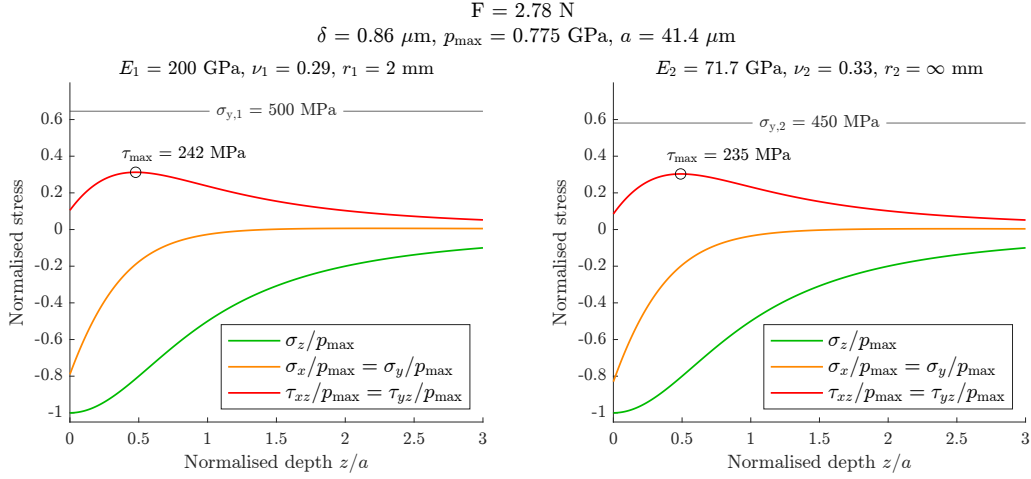 F = 2.78 N
δ = 0.86 μm, p_max = 0.775 GPa, a = 41.4 μm
E_1 = 200 GPa, ν_1 = 0.29, r_1 = 2 mm
σ_y,1 = 500 MPa
τ_max = 242 MPa
Normalised stress
0.6
0.4
0.2
0
-0.2
-0.4
-0.6
-0.8
-1
σ_z/p_max
σ_x/p_max = σ_y/p_max
τ_xz/p_max = τ_yz/p_max
0 0.5 1 1.5 2 2.5 3
Normalised depth z/a
E_2 = 71.7 GPa, ν_2 = 0.33, r_2 = ∞ mm
σ_y,2 = 450 MPa
τ_max = 235 MPa
Normalised stress
0.6
0.4
0.2
0
-0.2
-0.4
-0.6
-0.8
-1
σ_z/p_max
σ_x/p_max = σ_y/p_max
τ_xz/p_max = τ_yz/p_max
0 0.5 1 1.5 2 2.5 3
Normalised depth z/a